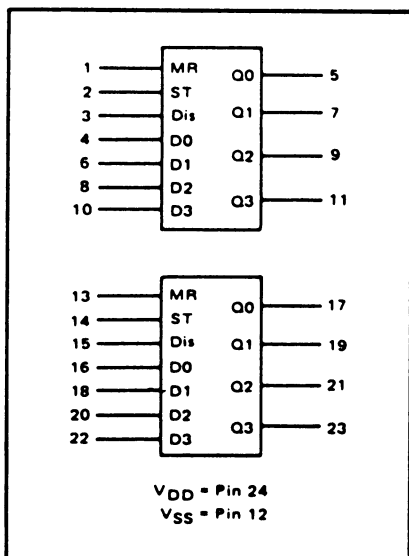 1 MR Q0 5
2 ST
3 Dis Q1 7
4 D0
6 D1 Q2 9
8 D2
10 D3 Q3 11
13 MR Q0 17
14 ST
15 Dis Q1 19
16 D0
18 D1 Q2 21
20 D2
22 D3 Q3 23
VDD = Pin 24
VSS = Pin 12